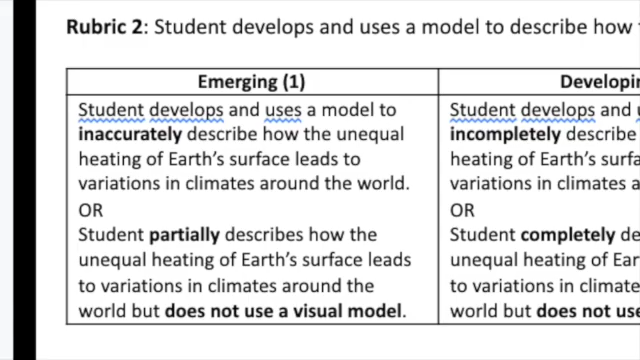 Rubric 2: Student develops and uses a model to describe how
Emerging (1)
Student develops and uses a model to
inaccurately describe how the unequal
heating of Earth's surface leads to
variations in climates around the world.
OR
Student partially describes how the
unequal heating of Earth's surface leads
to variations in climates around the
world but does not use a visual model.
Developin
Student develops and u
incompletely describe
heating of Earth's surfa
variations in climates a
OR
Student completely de
unequal heating of Ear
to variations in climate
world but does not use